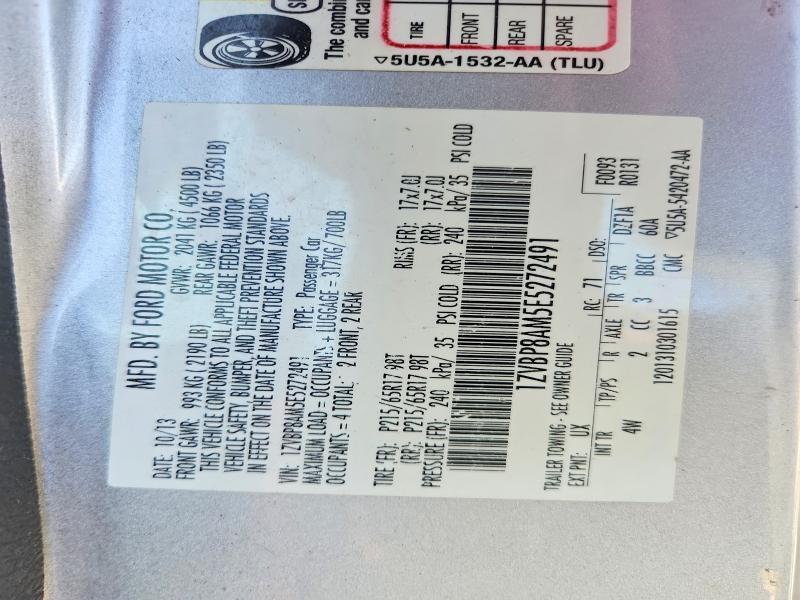 The combin
and car
TIRE
FRONT
REAR
SPARE
▽5U5A-1532-AA (TLU)
MFD. BY FORD MOTOR CO.
DATE: 10/13 GVWR: 2041 KG (4500 LB)
FRONT GAWR: 993 KG (2190 LB) REAR GAWR: 1066 KG (2350 LB)
THIS VEHICLE CONFORMS TO ALL APPLICABLE FEDERAL MOTOR
VEHICLE SAFETY, BUMPER, AND THEFT PREVENTION STANDARDS
IN EFFECT ON THE DATE OF MANUFACTURE SHOWN ABOVE.
VIN: 1ZVBP8AM5E5272491 TYPE: Passenger Car
MAXIMUM LOAD = OCCUPANTS + LUGGAGE = 317KG/700LB
OCCUPANTS = 4 TOTAL: 2 FRONT, 2 REAR
TIRE (FR): P215/65R17 98T RIMS (FR): 17x7.0J
(RR): P215/65R17 98T (RR): 17x7.0J
PRESSURE (FR): 240 kPa/ 35 PSI COLD (RR): 240 kPa/ 35 PSI COLD
1ZVBP8AM5E5272491
TRAILER TOWING - SEE OWNER GUIDE
EXT PNT: UX RC: 71 DSO: F0093
INT TR TP/PS R AXLE TR SPR DZF1A R0131
4W 2 CC 3 BBCC 60A
120131030161 5 CMC ▽5U5A-5420472-AA